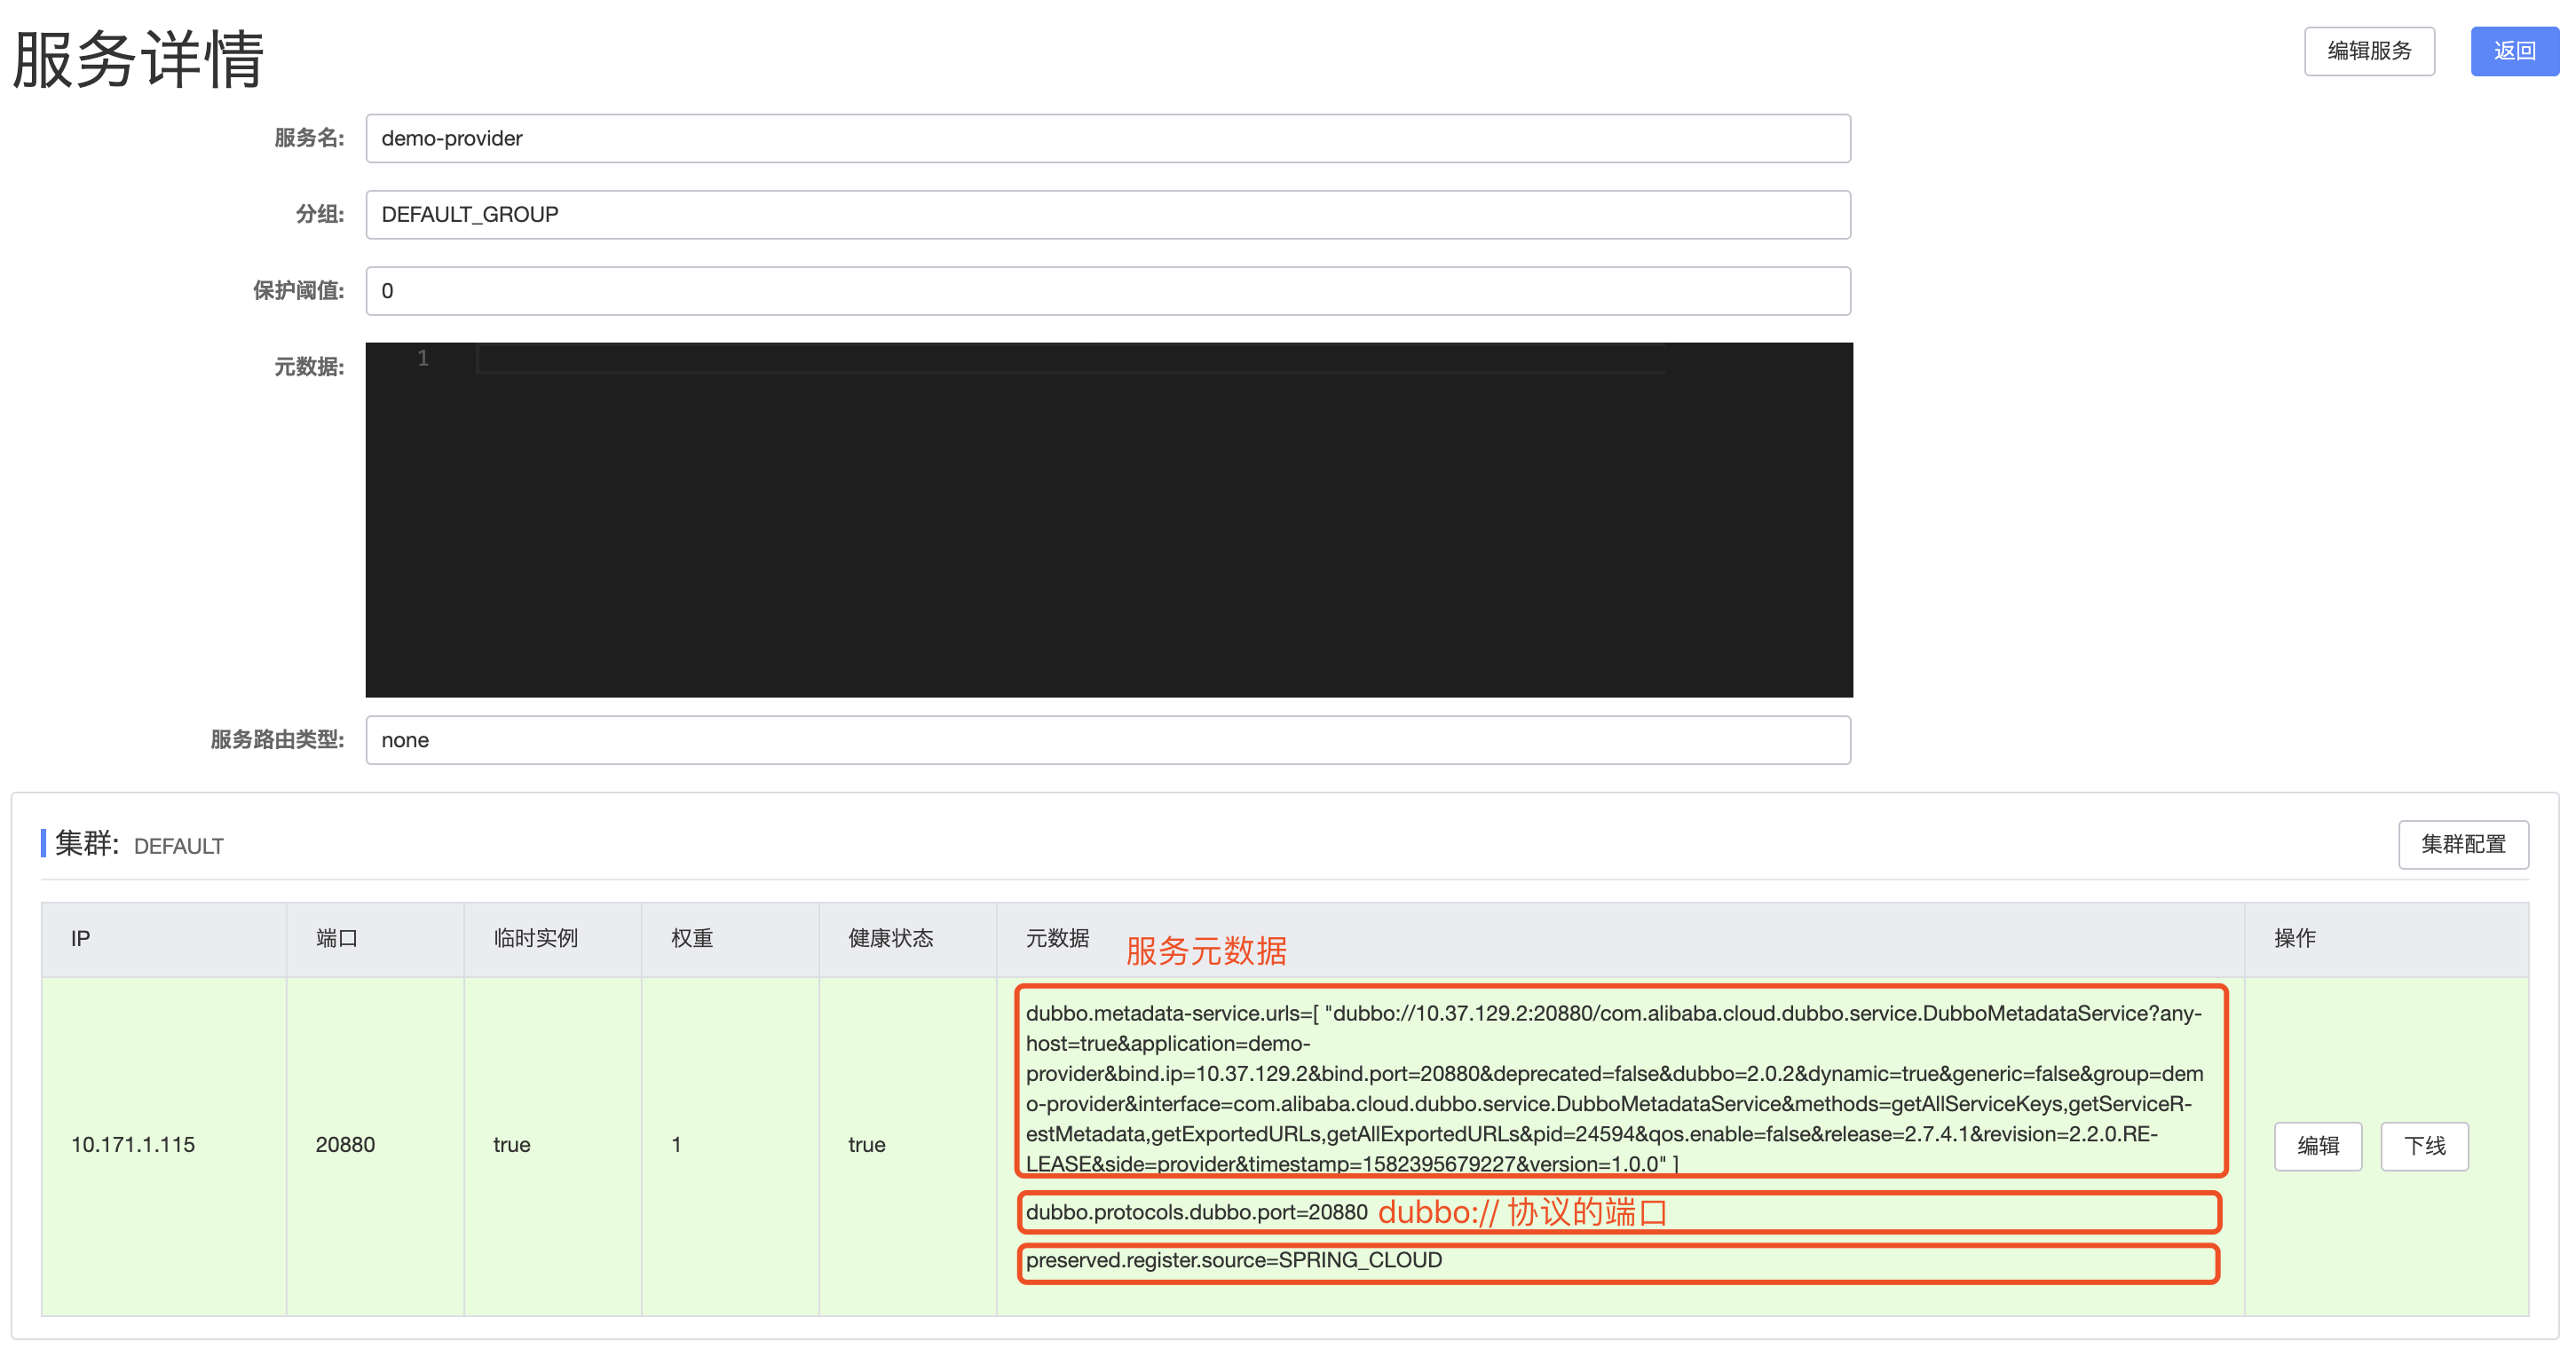 服务详情
编辑服务
返回
服务名:
demo-provider
分组:
DEFAULT_GROUP
保护阈值:
0
元数据:
1
服务路由类型:
none
集群: DEFAULT
集群配置
IP 端口 临时实例 权重 健康状态 元数据 服务元数据 操作
10.171.1.115 20880 true 1 true
dubbo.metadata-service.urls=[ "dubbo://10.37.129.2:20880/com.alibaba.cloud.dubbo.service.DubboMetadataService?any-
host=true&application=demo-
provider&bind.ip=10.37.129.2&bind.port=20880&deprecated=false&dubbo=2.0.2&dynamic=true&generic=false&group=dem
o-provider&interface=com.alibaba.cloud.dubbo.service.DubboMetadataService&methods=getAllServiceKeys,getServiceR-
estMetadata,getExportedURLs,getAllExportedURLs&pid=24594&qos.enable=false&release=2.7.4.1&revision=2.2.0.RE-
LEASE&side=provider&timestamp=1582395679227&version=1.0.0" ]
dubbo.protocols.dubbo.port=20880 dubbo:// 协议的端口
preserved.register.source=SPRING_CLOUD
编辑 下线